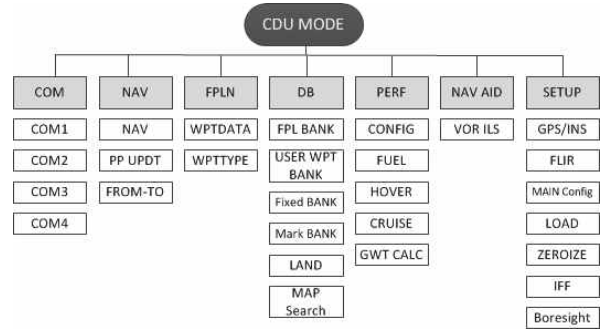 CDU MODE
COM
NAV
FPLN
DB
PERF
NAV AID
SETUP
COM1
COM2
COM3
COM4
NAV
PP UPDT
FROM-TO
WPTDATA
WPTTYPE
FPL BANK
USER WPT
BANK
Fixed BANK
Mark BANK
LAND
MAP
Search
CONFIG
FUEL
HOVER
CRUISE
GWT CALC
VOR ILS
GPS/INS
FLIR
MAIN Config
LOAD
ZEROIZE
IFF
Boresight